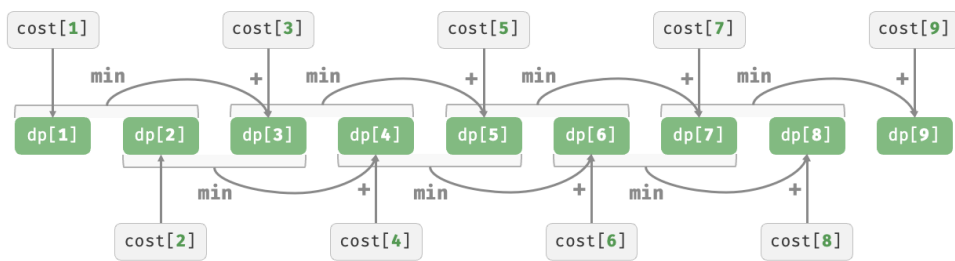 cost[1] cost[3] cost[5] cost[7] cost[9]
min + min + min + min +
dp[1] dp[2] dp[3] dp[4] dp[5] dp[6] dp[7] dp[8] dp[9]
min + min + min +
cost[2] cost[4] cost[6] cost[8]